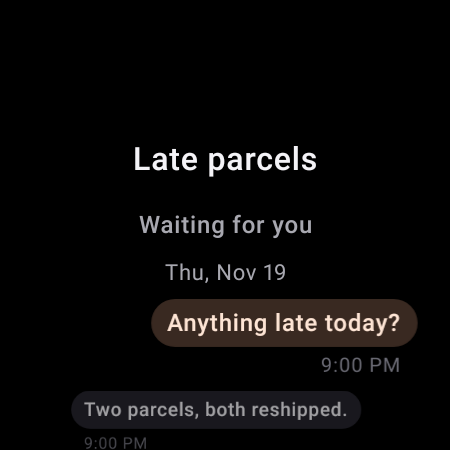 Late parcels
Waiting for you
Thu, Nov 19
Anything late today?
9:00 PM
Two parcels, both reshipped.
9:00 PM